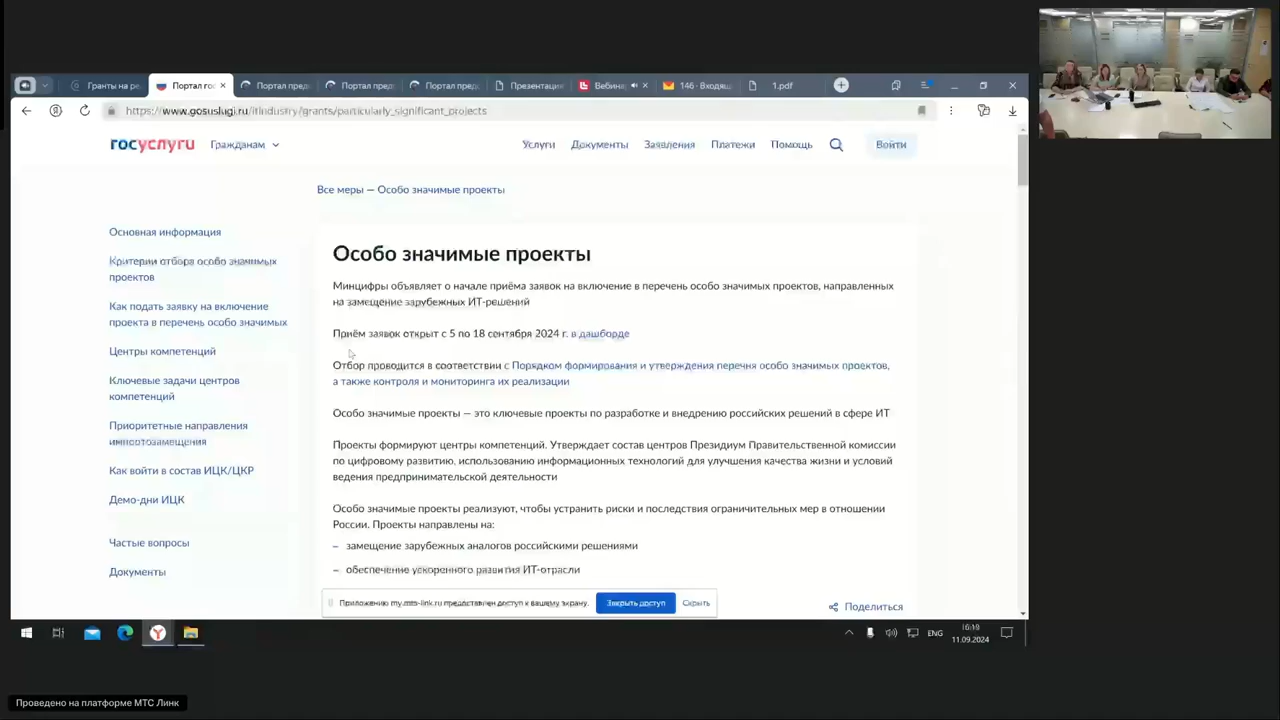 Гранты на ре
Портал гос
Портал пред
Портал пред
Портал пред
Презентация
Вебина
146 · Входящ
1.pdf
https://www.gosuslugi.ru/itindustry/grants/particularly_significant_projects
госуслуги
Гражданам
Услуги
Документы
Заявления
Платежи
Помощь
Войти
Все меры — Особо значимые проекты
Основная информация
Критерии отбора особо значимых
проектов
Как подать заявку на включение
проекта в перечень особо значимых
Центры компетенций
Ключевые задачи центров
компетенций
Приоритетные направления
импортозамещения
Как войти в состав ИЦК/ЦКР
Демо-дни ИЦК
Частые вопросы
Документы
Особо значимые проекты
Минцифры объявляет о начале приёма заявок на включение в перечень особо значимых проектов, направленных
на замещение зарубежных ИТ-решений
Приём заявок открыт с 5 по 18 сентября 2024 г. в дашборде
Отбор проводится в соответствии с Порядком формирования и утверждения перечня особо значимых проектов,
а также контроля и мониторинга их реализации
Особо значимые проекты — это ключевые проекты по разработке и внедрению российских решений в сфере ИТ
Проекты формируют центры компетенций. Утверждает состав центров Президиум Правительственной комиссии
по цифровому развитию, использованию информационных технологий для улучшения качества жизни и условий
ведения предпринимательской деятельности
Особо значимые проекты реализуют, чтобы устранить риски и последствия ограничительных мер в отношении
России. Проекты направлены на:
– замещение зарубежных аналогов российскими решениями
– обеспечение ускоренного развития ИТ-отрасли
Приложению my.mts-link.ru предоставлен доступ к вашему экрану.
Закрыть доступ
Скрыть
Поделиться
ENG
16:19
11.09.2024
Проведено на платформе МТС Линк